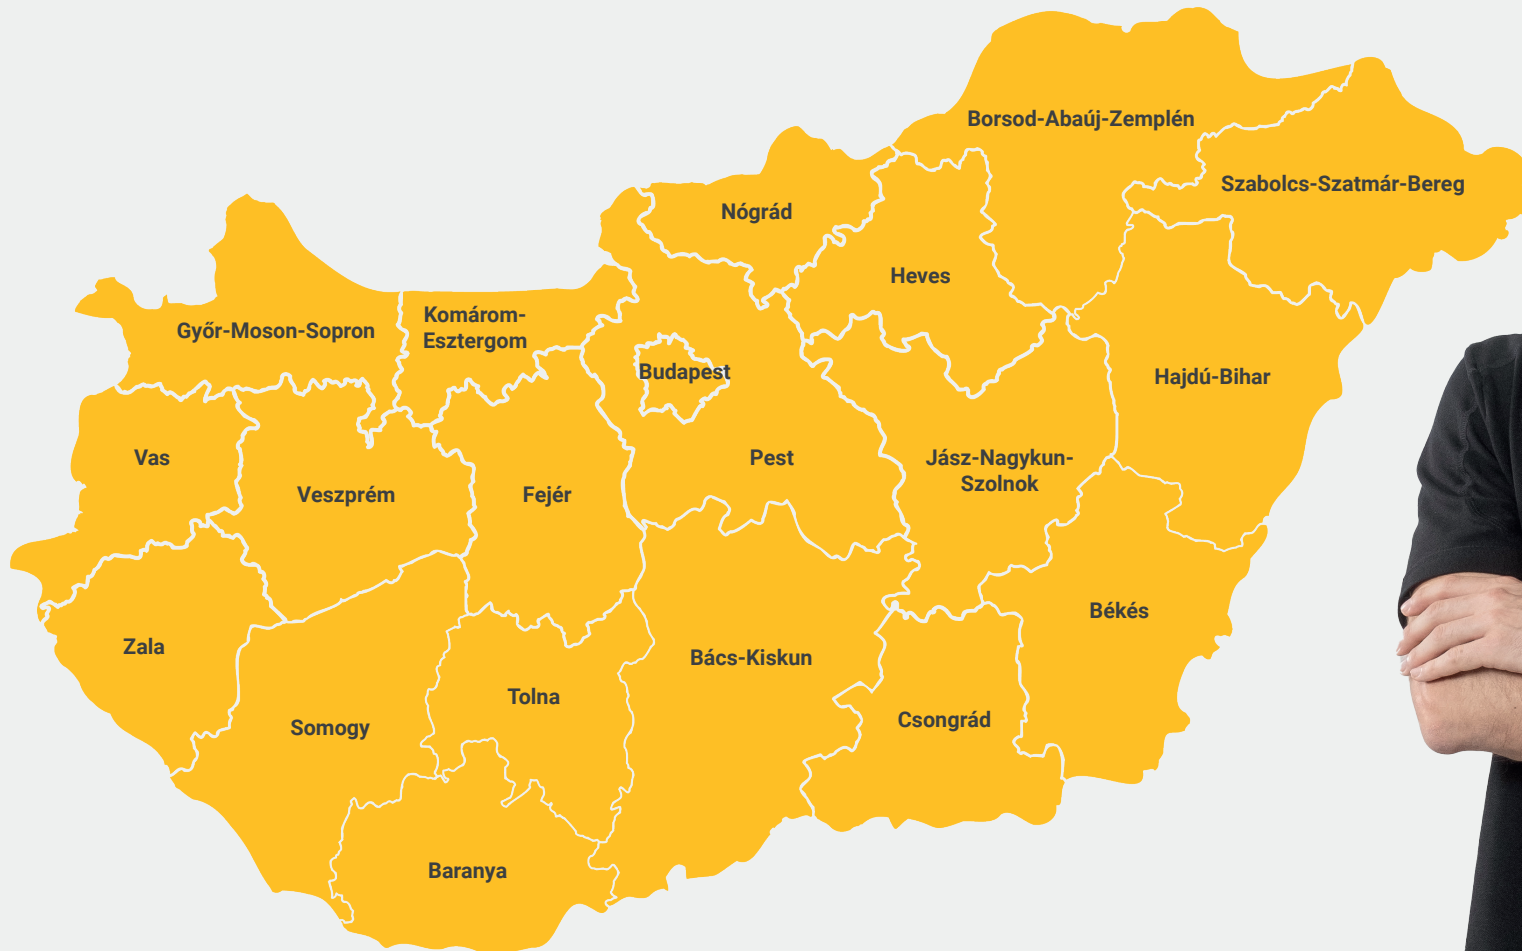 Borsod-Abaúj-Zemplén
Szabolcs-Szatmár-Bereg
Nógrád
Heves
Győr-Moson-Sopron
Komárom-
Esztergom
Budapest
Hajdú-Bihar
Vas
Veszprém
Fejér
Pest
Jász-Nagykun-
Szolnok
Békés
Zala
Bács-Kiskun
Tolna
Somogy
Csongrád
Baranya